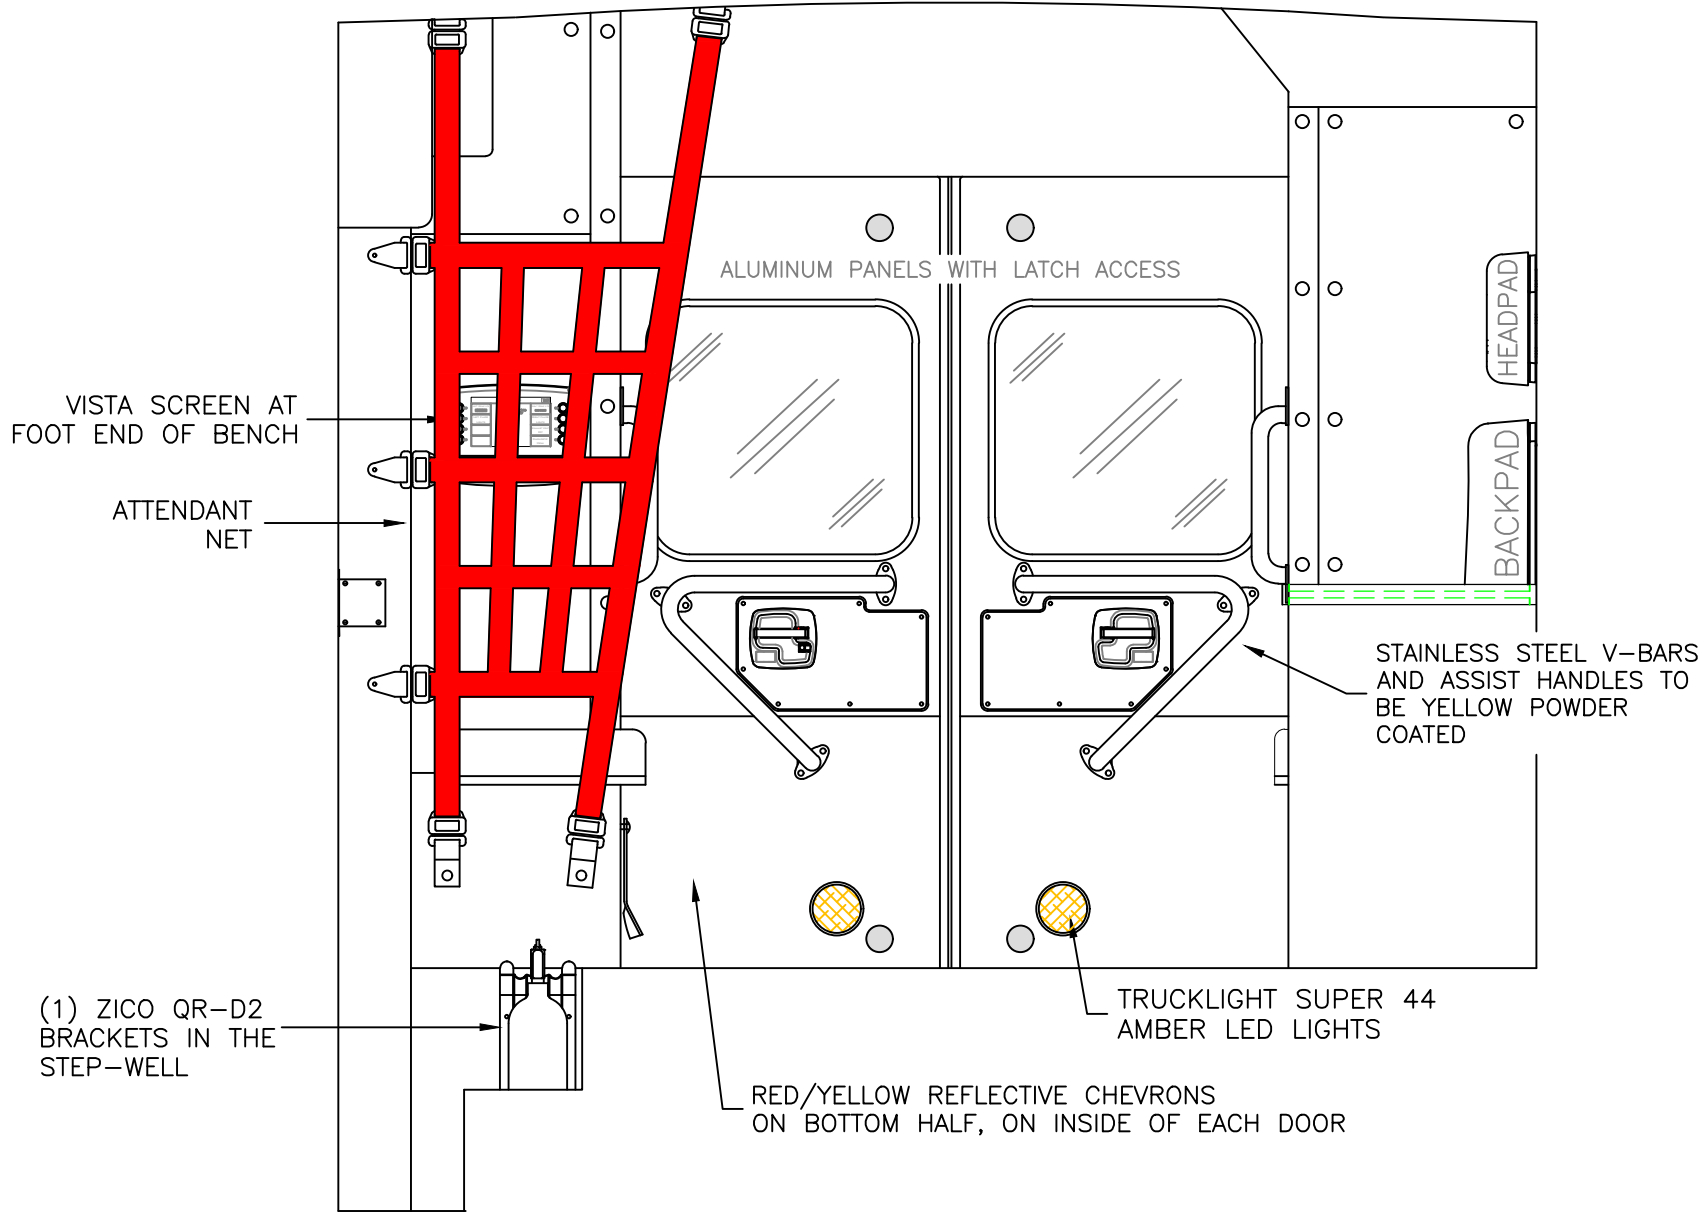 ALUMINUM PANELS WITH LATCH ACCESS
HEADPAD
BACKPAD
VISTA SCREEN AT
FOOT END OF BENCH
ATTENDANT
NET
STAINLESS STEEL V-BARS
AND ASSIST HANDLES TO
BE YELLOW POWDER
COATED
(1) ZICO QR-D2
BRACKETS IN THE
STEP-WELL
TRUCKLIGHT SUPER 44
AMBER LED LIGHTS
RED/YELLOW REFLECTIVE CHEVRONS
ON BOTTOM HALF, ON INSIDE OF EACH DOOR